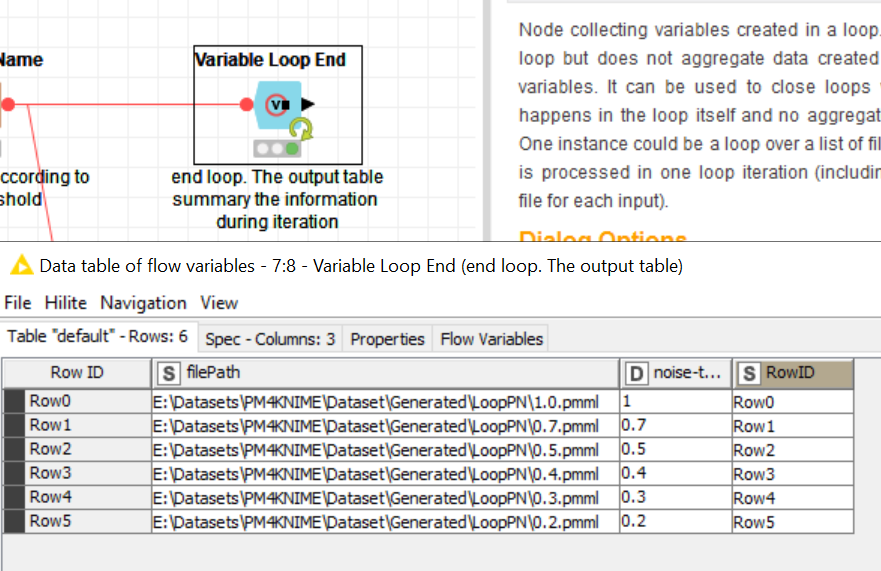 Name
Variable Loop End
V
ccording to
shold
end loop. The output table
summary the information
during iteration
Node collecting variables created in a loop.
loop but does not aggregate data created
variables. It can be used to close loops
happens in the loop itself and no aggregat
One instance could be a loop over a list of fil
is processed in one loop iteration (includin
file for each input).
Dialog Options
Data table of flow variables - 7:8 - Variable Loop End (end loop. The output table)
File Hilite Navigation View
Table "default" - Rows: 6 Spec - Columns: 3 Properties Flow Variables
Row ID S filePath D noise-t... S RowID
Row0 E:\Datasets\PM4KNIME\Dataset\Generated\LoopPN\1.0.pmml 1 Row0
Row1 E:\Datasets\PM4KNIME\Dataset\Generated\LoopPN\0.7.pmml 0.7 Row1
Row2 E:\Datasets\PM4KNIME\Dataset\Generated\LoopPN\0.5.pmml 0.5 Row2
Row3 E:\Datasets\PM4KNIME\Dataset\Generated\LoopPN\0.4.pmml 0.4 Row3
Row4 E:\Datasets\PM4KNIME\Dataset\Generated\LoopPN\0.3.pmml 0.3 Row4
Row5 E:\Datasets\PM4KNIME\Dataset\Generated\LoopPN\0.2.pmml 0.2 Row5